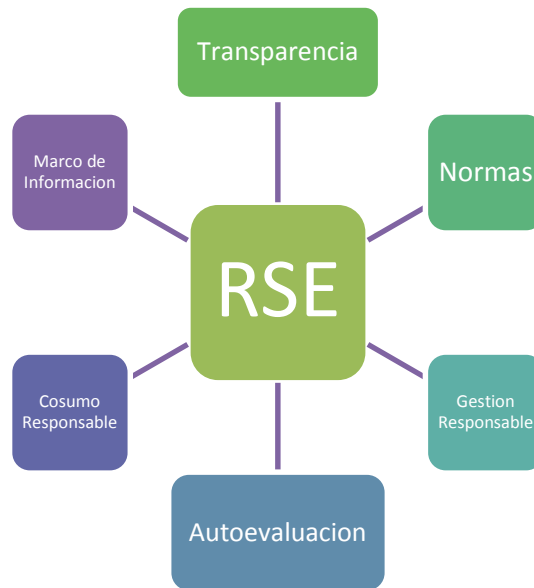 Transparencia
Marco de
Informacion
Normas
RSE
Cosumo
Responsable
Gestion
Responsable
Autoevaluacion